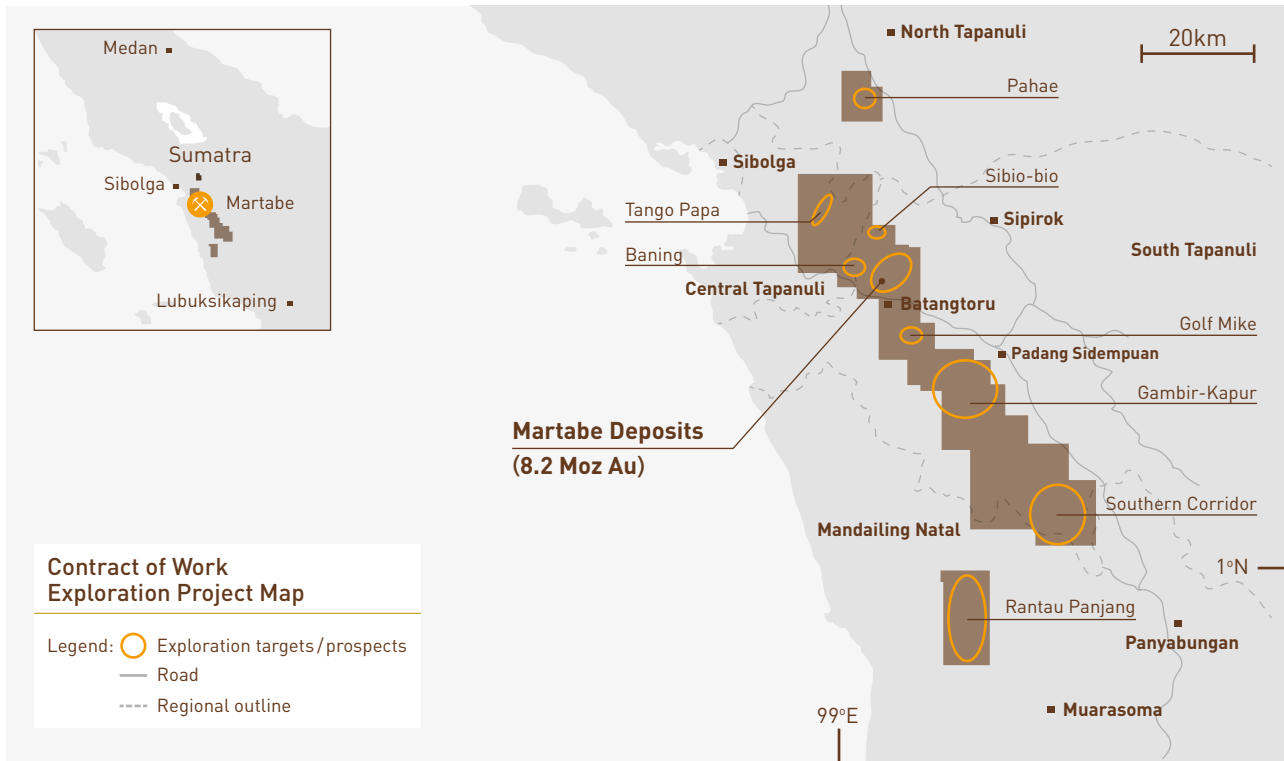 Medan
Sumatra
Sibolga
Martabe
Lubuksikaping
North Tapanuli
20km
Pahae
Sibolga
Sibio-bio
Tango Papa
Sipirok
South Tapanuli
Baning
Central Tapanuli
Batangtoru
Golf Mike
Padang Sidempuan
Gambir-Kapur
Martabe Deposits
(8.2 Moz Au)
Southern Corridor
Mandailing Natal
1°N
Rantau Panjang
Panyabungan
Muarasoma
99°E
Contract of Work
Exploration Project Map
Legend: Exploration targets/prospects
Road
Regional outline